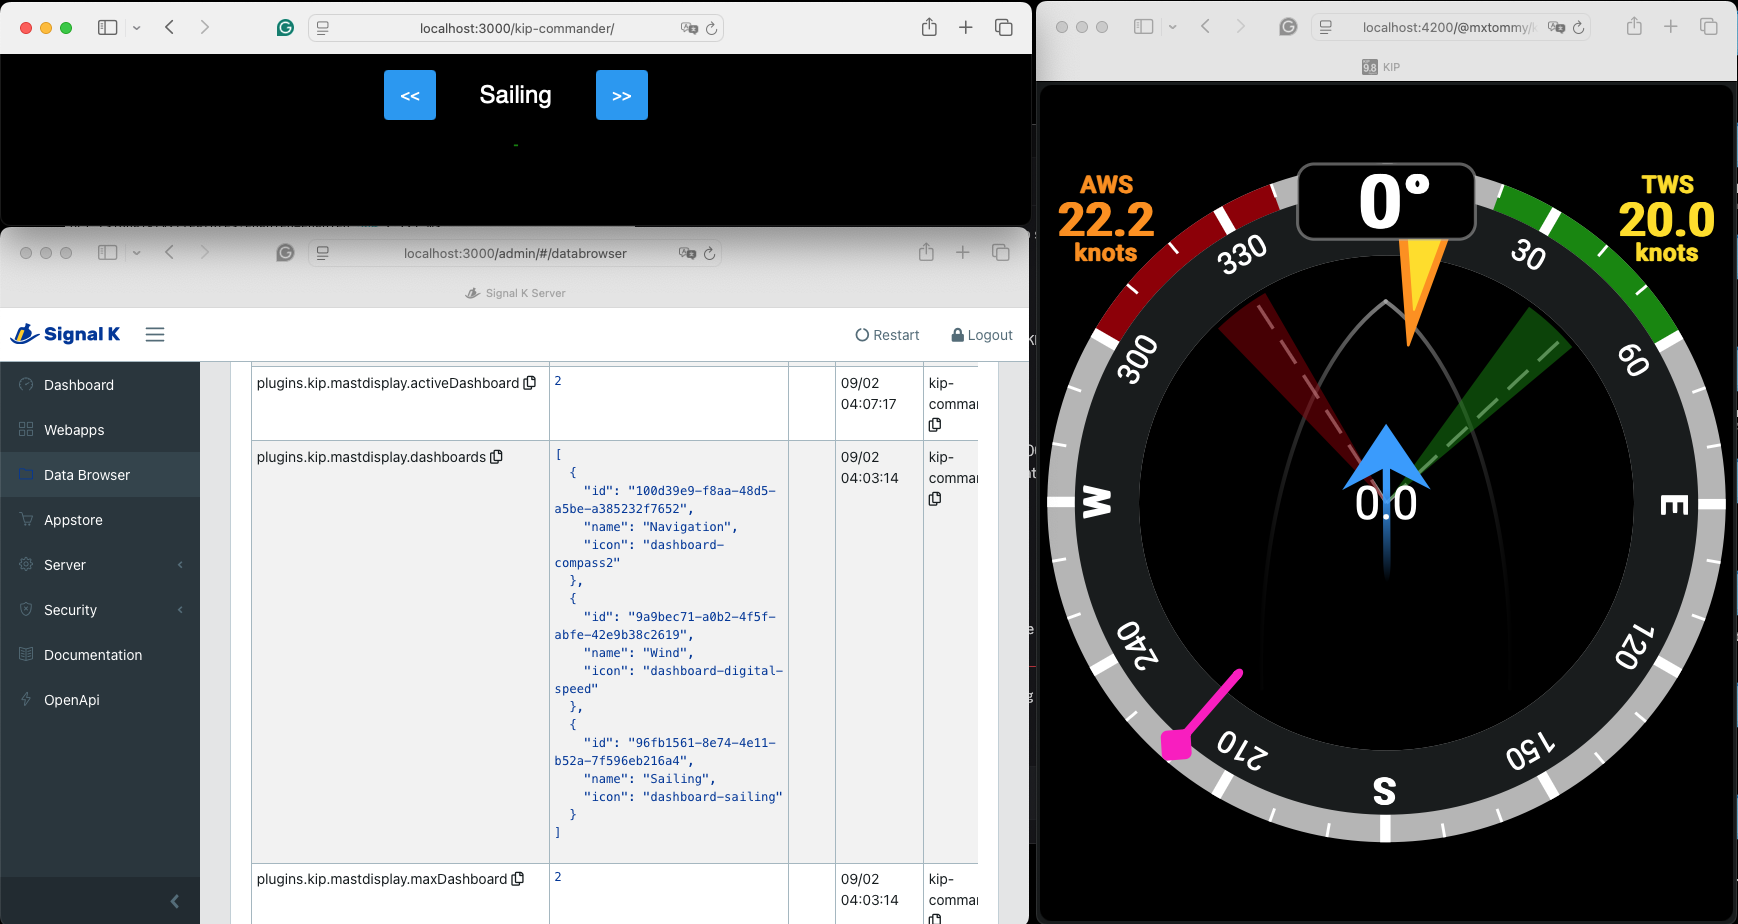 localhost:3000/kip-commander/
<<
Sailing
>>
-
localhost:3000/admin/#/databrowser
Signal K Server
Signal K
Restart
Logout
Dashboard
Webapps
Data Browser
Appstore
Server
Security
Documentation
OpenApi
plugins.kip.mastdisplay.activeDashboard
2
09/02
04:07:17
kip-
comman
plugins.kip.mastdisplay.dashboards
[
{
"id": "100d39e9-f8aa-48d5-
a5be-a385232f7652",
"name": "Navigation",
"icon": "dashboard-
compass2"
},
{
"id": "9a9bec71-a0b2-4f5f-
abfe-42e9b38c2619",
"name": "Wind",
"icon": "dashboard-digital-
speed"
},
{
"id": "96fb1561-8e74-4e11-
b52a-7f596eb216a4",
"name": "Sailing",
"icon": "dashboard-sailing"
}
]
09/02
04:03:14
kip-
comman
plugins.kip.mastdisplay.maxDashboard
2
09/02
04:03:14
kip-
comman
localhost:4200/@mxtommy/
9.8 KIP
AWS
22.2
knots
0°
TWS
20.0
knots
330
30
300
60
W
0.0
E
240
120
210
150
S